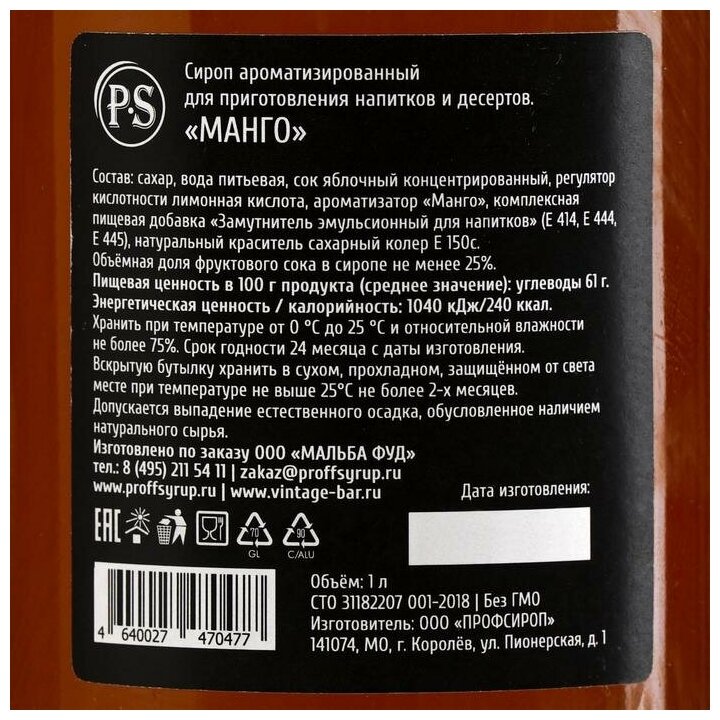 P.S
Сироп ароматизированный
для приготовления напитков и десертов.
«МАНГО»
Состав: сахар, вода питьевая, сок яблочный концентрированный, регулятор
кислотности лимонная кислота, ароматизатор «Манго», комплексная
пищевая добавка «Замутнитель эмульсионный для напитков» (Е 414, Е 444,
Е 445), натуральный краситель сахарный колер Е 150с.
Объёмная доля фруктового сока в сиропе не менее 25%.
Пищевая ценность в 100 г продукта (среднее значение): углеводы 61 г.
Энергетическая ценность / калорийность: 1040 кДж/240 ккал.
Хранить при температуре от 0 °С до 25 °С и относительной влажности
не более 75%. Срок годности 24 месяца с даты изготовления.
Вскрытую бутылку хранить в сухом, прохладном, защищённом от света
месте при температуре не выше 25°С не более 2-х месяцев.
Допускается выпадение естественного осадка, обусловленное наличием
натурального сырья.
Изготовлено по заказу ООО «МАЛЬБА ФУД»
тел.: 8 (495) 211 54 11 | zakaz@proffsyrup.ru
www.proffsyrup.ru | www.vintage-bar.ru
Дата изготовления:
ЕАС
70 90
GL C/ALU
Объём: 1 л
СТО 31182207 001-2018 | Без ГМО
Изготовитель: ООО «ПРОФСИРОП»
141074, МО, г. Королёв, ул. Пионерская, д. 1
4 640027 470477